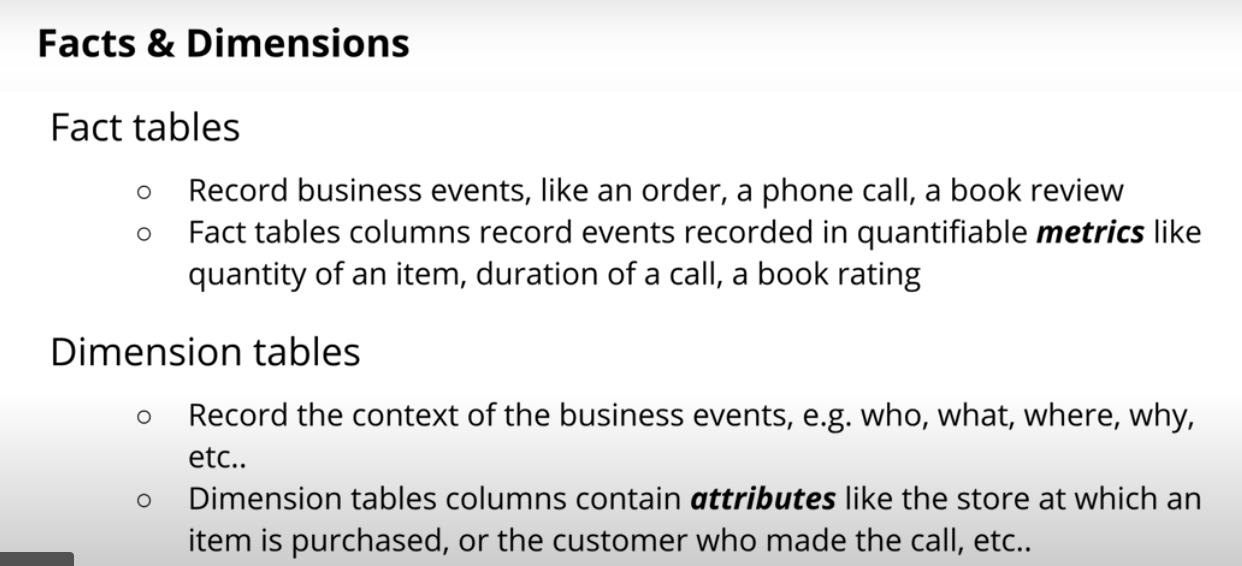 Facts & Dimensions
Fact tables
○ Record business events, like an order, a phone call, a book review
○ Fact tables columns record events recorded in quantifiable metrics like
quantity of an item, duration of a call, a book rating
Dimension tables
○ Record the context of the business events, e.g. who, what, where, why,
etc..
○ Dimension tables columns contain attributes like the store at which an
item is purchased, or the customer who made the call, etc..